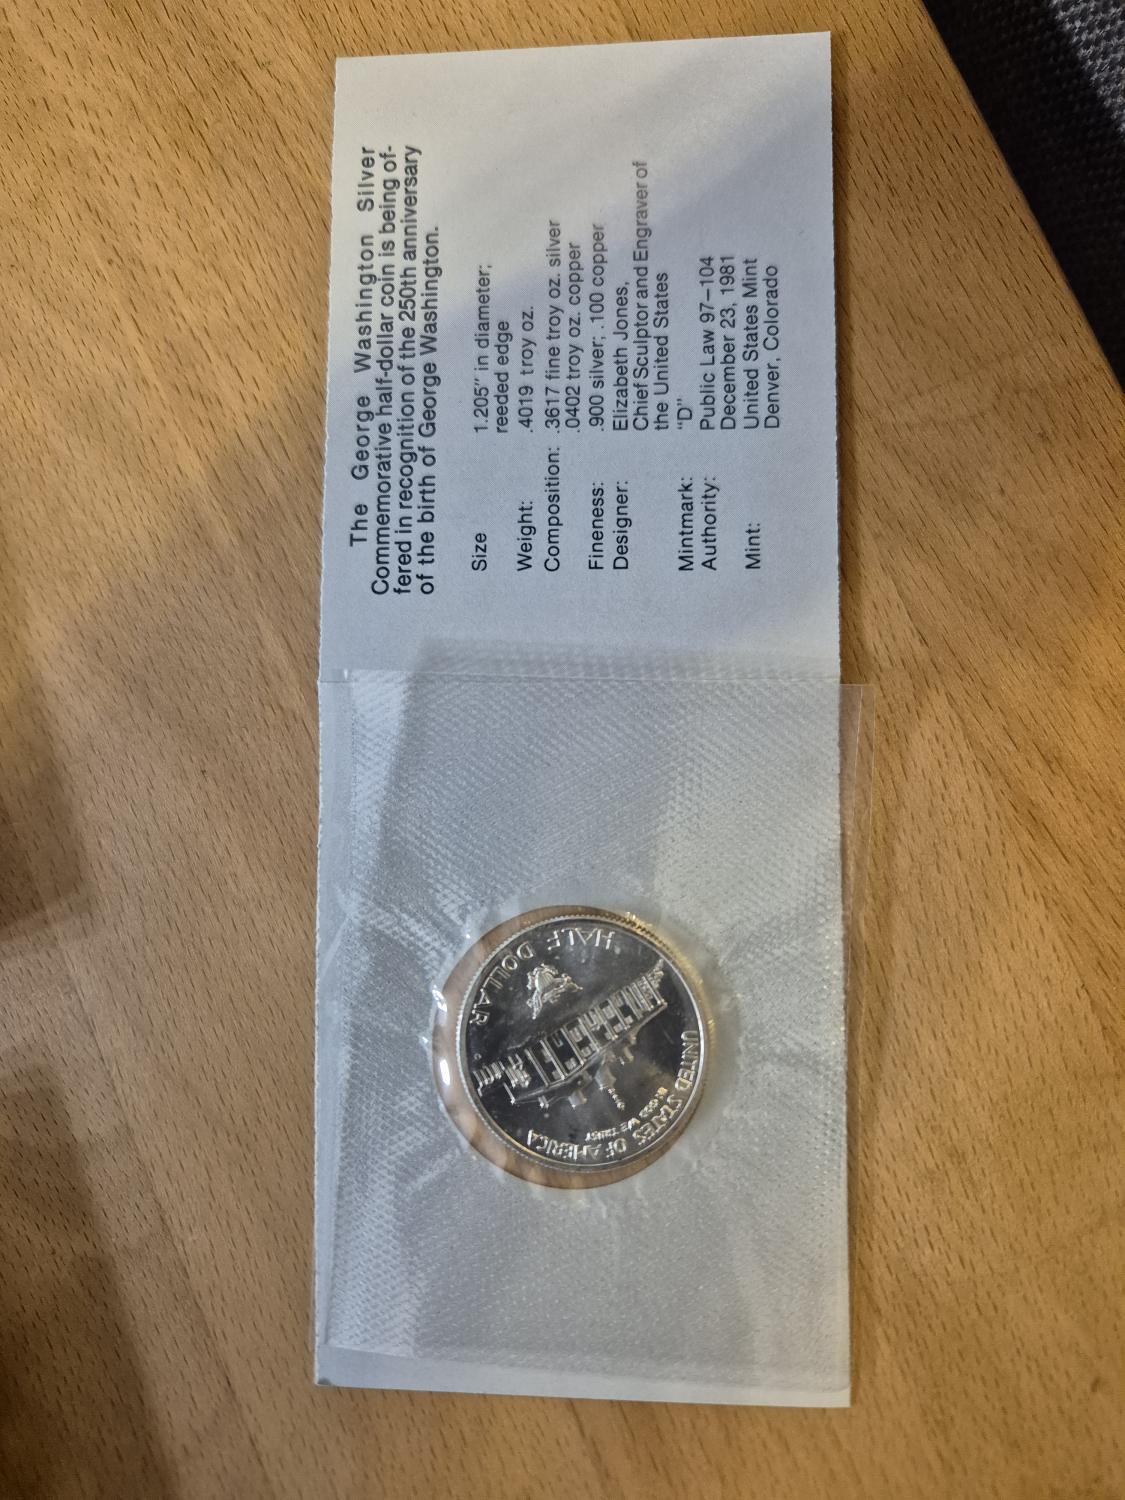 The George Washington Silver
Commemorative half-dollar coin is being of-
fered in recognition of the 250th anniversary
of the birth of George Washington.
Size 1.205" in diameter;
reeded edge
Weight: .4019 troy oz.
Composition: .3617 fine troy oz. silver
.0402 troy oz. copper
Fineness: .900 silver; .100 copper
Designer: Elizabeth Jones,
Chief Sculptor and Engraver of
the United States
Mintmark: "D"
Authority: Public Law 97–104
December 23, 1981
Mint: United States Mint
Denver, Colorado
UNITED STATES OF AMERICA
IN GOD WE TRUST
HALF DOLLAR